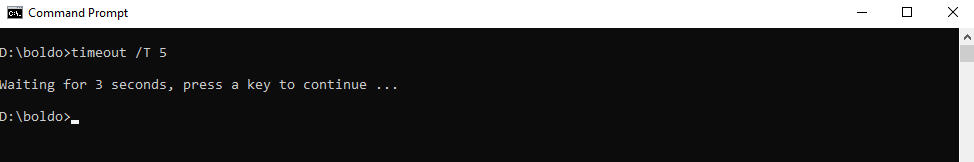 Command Prompt
D:\boldo>timeout /T 5
Waiting for 3 seconds, press a key to continue ...
D:\boldo>